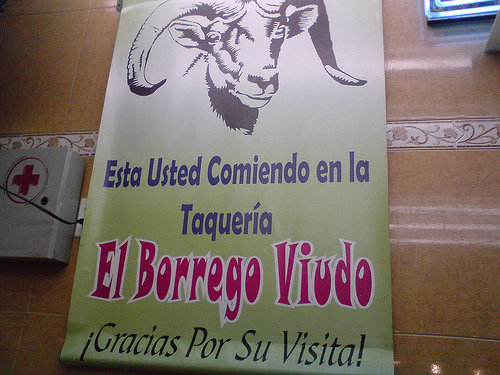 Esta Usted Comiendo en la
Taquería
El Borrego Viudo
¡Gracias Por Su Visita!